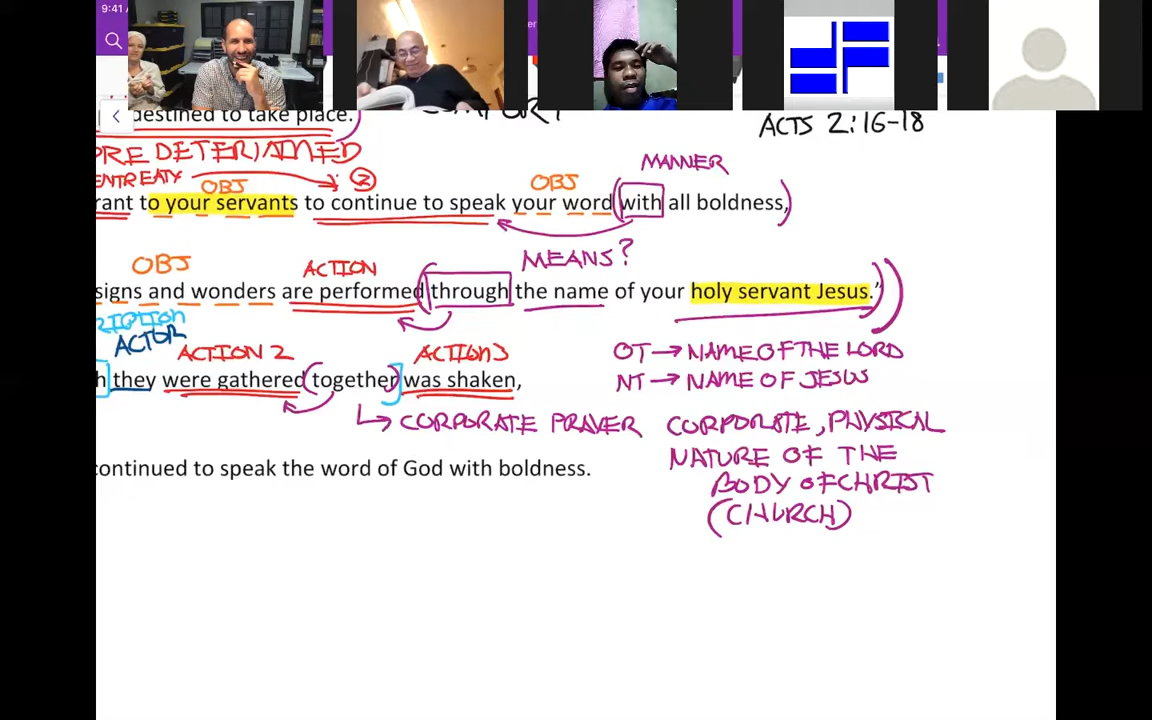 9:41
destined to take place.
ACTS 2:16-18
PREDETERIAMED
MANNER
ENTREATY
OBJ
②
OBJ
rant to your servants to continue to speak your word with all boldness,
MEANS?
OBJ
ACTION
signs and wonders are performed through the name of your holy servant Jesus.”
RIPTION
ACTOR
ACTION 2
ACTION 3
OT → NAME OF THE LORD
NT → NAME OF JESUS
h they were gathered together was shaken,
CORPORATE PRAYER
CORPORATE, PHYSICAL
NATURE OF THE
BODY OF CHRIST
(CHURCH)
continued to speak the word of God with boldness.